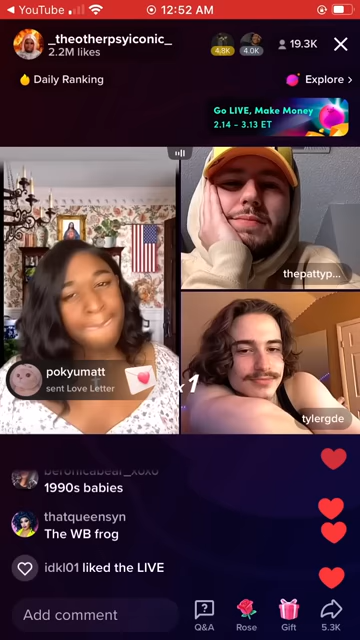 YouTube
12:52 AM
_theotherpsyiconic_
2.2M likes
4.8K
4.0K
19.3K
Daily Ranking
Explore
Go LIVE, Make Money
2.14 - 3.13 ET
thepattyp...
pokyumatt
sent Love Letter
x1
tylergde
beronicabear_xoxo
1990s babies
thatqueensyn
The WB frog
idkl01 liked the LIVE
Add comment
Q&A
Rose
Gift
5.3K